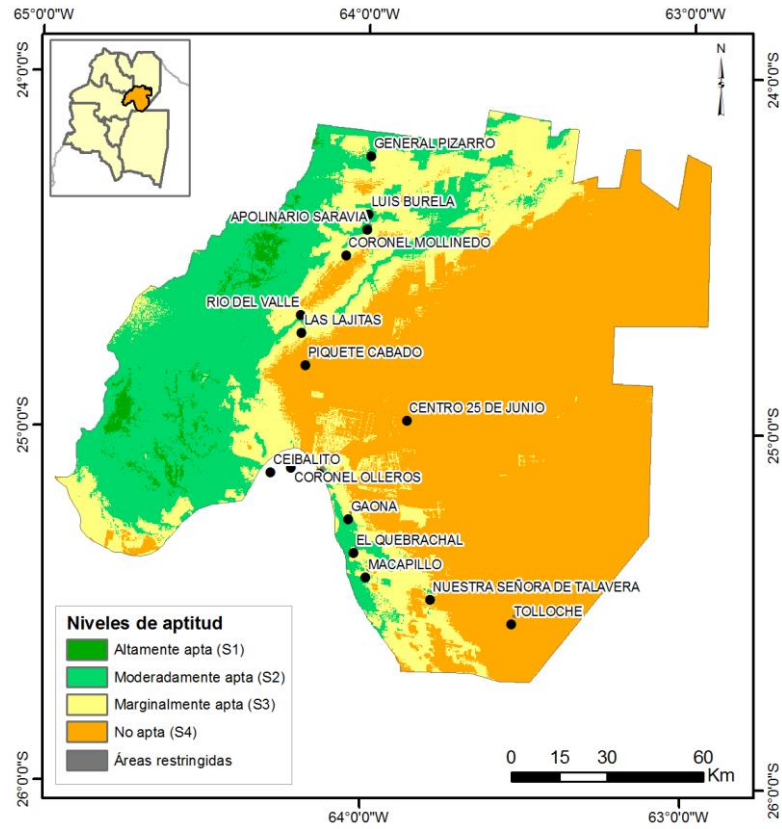 65°0'0"W
64°0'0"W
63°0'0"W
24°0'0"S
24°0'0"S
N
GENERAL PIZARRO
LUIS BURELA
APOLINARIO SARAVIA
CORONEL MOLLINEDO
RIO DEL VALLE
LAS LAJITAS
PIQUETE CABADO
CENTRO 25 DE JUNIO
25°0'0"S
25°0'0"S
CEIBALITO
CORONEL OLLEROS
GAONA
EL QUEBRACHAL
MACAPILLO
NUESTRA SEÑORA DE TALAVERA
TOLLOCHE
Niveles de aptitud
Altamente apta (S1)
Moderadamente apta (S2)
Marginalmente apta (S3)
No apta (S4)
Áreas restringidas
0 15 30 60
Km
26°0'0"S
26°0'0"S
64°0'0"W
63°0'0"W